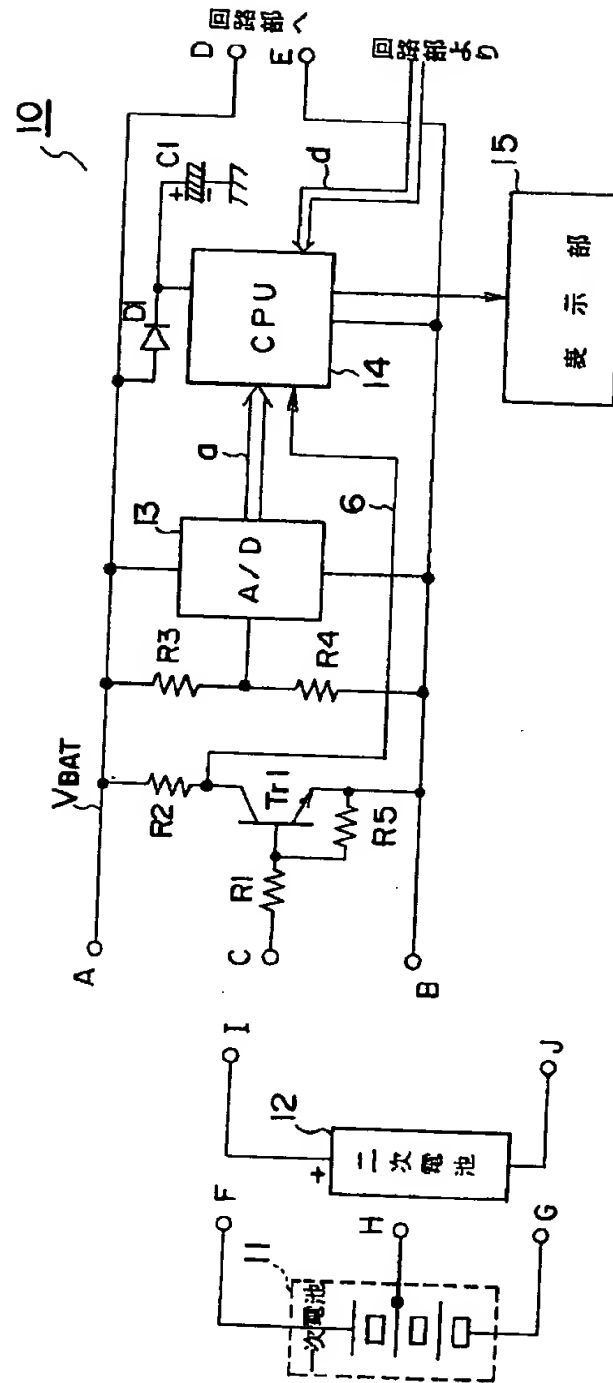 10
A
VBAT
D 回路部へ
E
回路部より
C
B
R1
R2
Tr1
R5
R3
R4
13
A/D
a
6
D1
C1
+
CPU
14
d
15
表示部
11
一次電池
F
H
G
12
+
二次電池
I
J